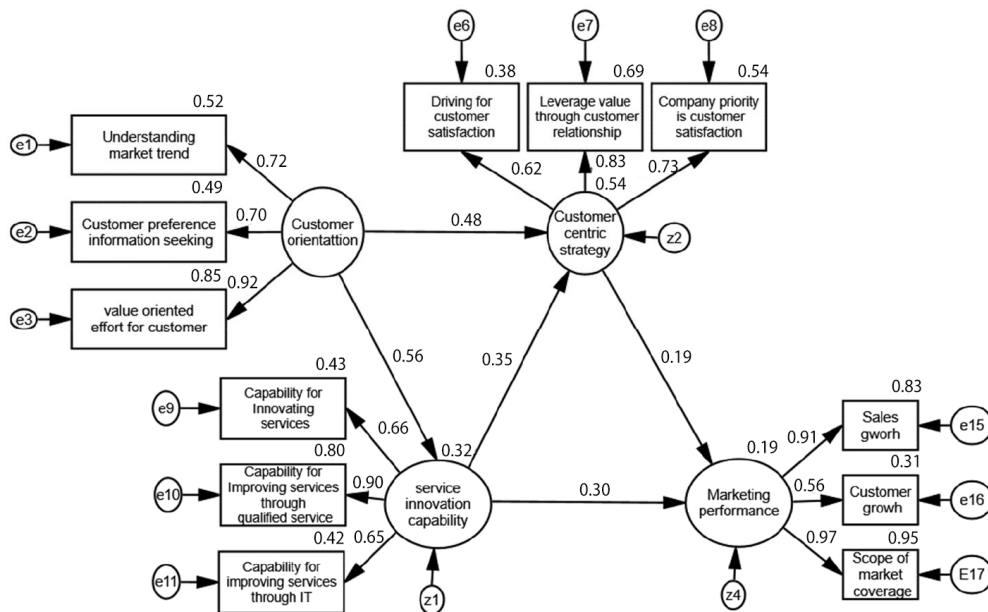 e6
e7
e8
0.38
0.69
0.54
Driving for
customer
satisfaction
Leverage value
through customer
relationship
Company priority
is customer
satisfaction
0.52
e1
Understanding
market trend
0.72
0.62
0.83
0.73
0.49
0.54
e2
Customer preference
information seeking
0.70
Customer
orientattion
0.48
Customer
centric
strategy
z2
0.85
0.92
e3
value oriented
effort for customer
0.56
0.35
0.19
0.43
e9
Capability for
Innovating
services
0.66
0.83
Sales
gworh
e15
0.80
0.32
0.19
0.91
0.31
e10
Capability for
Improving services
through
qualified service
0.90
service
innovation
capability
0.30
Marketing
performance
0.56
Customer
growh
e16
0.42
0.65
0.97
0.95
e11
Capability for
improving services
through IT
Scope of
market
coverage
E17
z1
z4